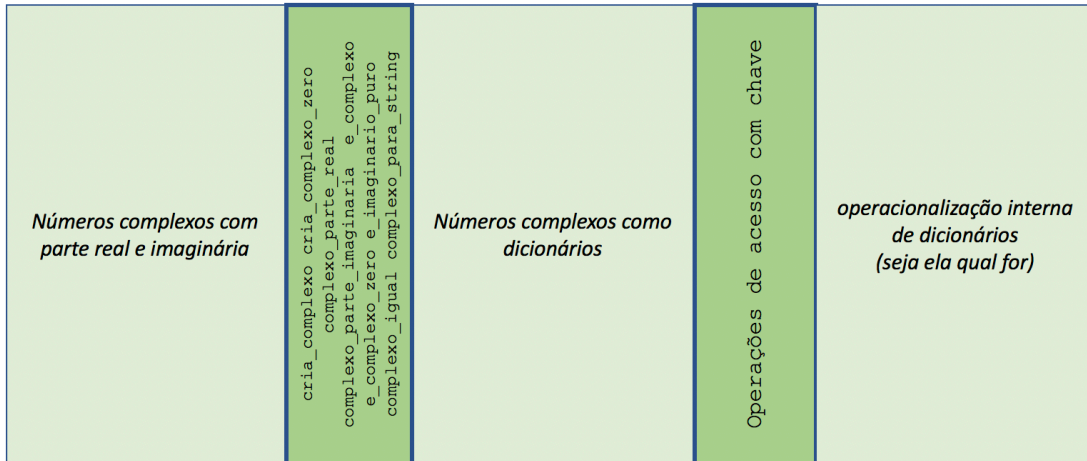 Números complexos com
parte real e imaginária
cria_complexo cria_complexo_zero
complexo_parte_real
complexo_parte_imaginaria e_complexo
e_complexo_zero e_imaginario_puro
complexo_igual complexo_para_string
Números complexos como
dicionários
Operações de acesso com chave
operacionalização interna
de dicionários
(seja ela qual for)